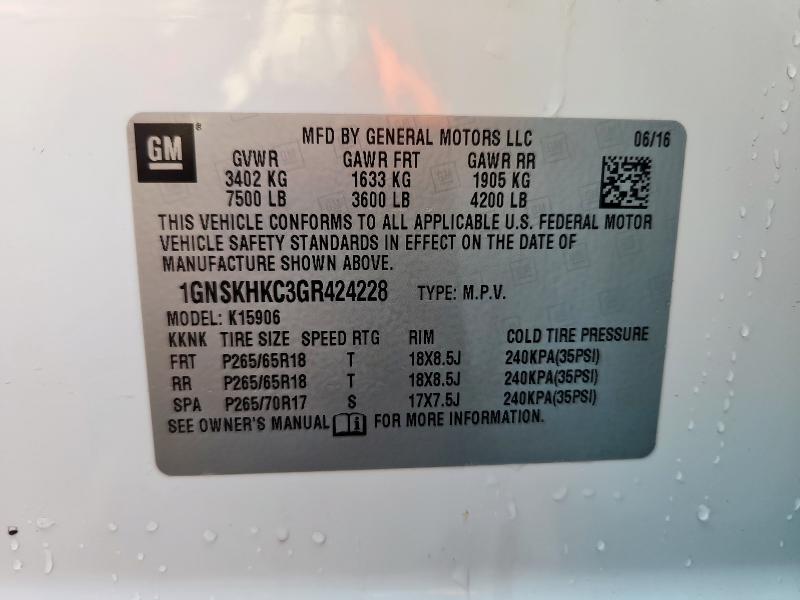 GM ® MFD BY GENERAL MOTORS LLC 06/16
GVWR GAWR FRT GAWR RR
3402 KG 1633 KG 1905 KG
7500 LB 3600 LB 4200 LB
THIS VEHICLE CONFORMS TO ALL APPLICABLE U.S. FEDERAL MOTOR
VEHICLE SAFETY STANDARDS IN EFFECT ON THE DATE OF
MANUFACTURE SHOWN ABOVE.
1GNSKHKC3GR424228 TYPE: M.P.V.
MODEL: K15906
KKNK TIRE SIZE SPEED RTG RIM COLD TIRE PRESSURE
FRT P265/65R18 T 18X8.5J 240KPA(35PSI)
RR P265/65R18 T 18X8.5J 240KPA(35PSI)
SPA P265/70R17 S 17X7.5J 240KPA(35PSI)
SEE OWNER'S MANUAL i FOR MORE INFORMATION.